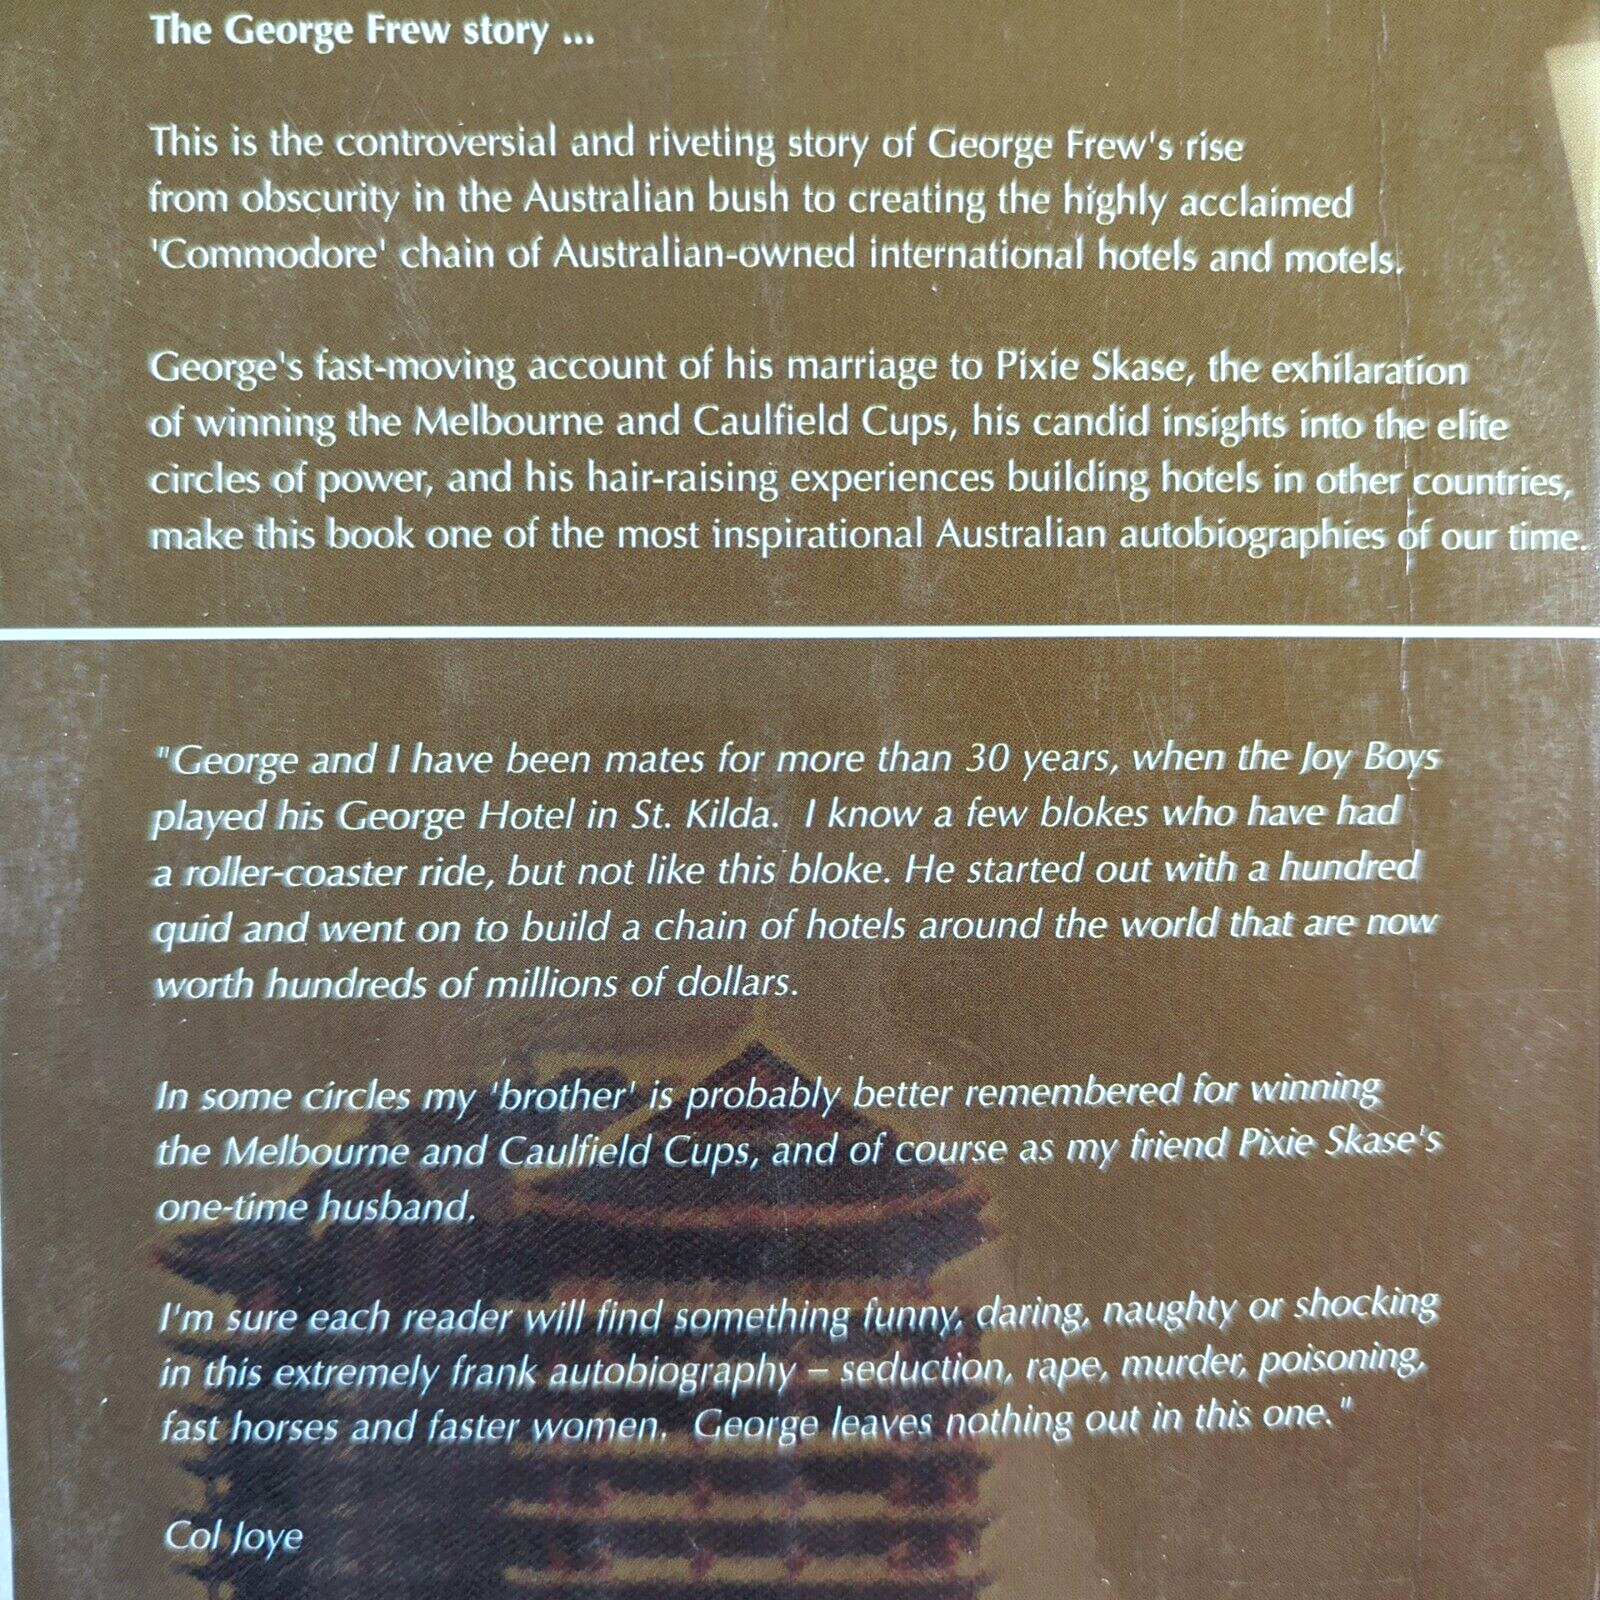 The George Frew story ...
This is the controversial and riveting story of George Frew's rise
from obscurity in the Australian bush to creating the highly acclaimed
'Commodore' chain of Australian-owned international hotels and motels.
George's fast-moving account of his marriage to Pixie Skase, the exhilaration
of winning the Melbourne and Caulfield Cups, his candid insights into the elite
circles of power, and his hair-raising experiences building hotels in other countries,
make this book one of the most inspirational Australian autobiographies of our time.
"George and I have been mates for more than 30 years, when the Joy Boys
played his George Hotel in St. Kilda. I know a few blokes who have had
a roller-coaster ride, but not like this bloke. He started out with a hundred
quid and went on to build a chain of hotels around the world that are now
worth hundreds of millions of dollars.
In some circles my 'brother' is probably better remembered for winning
the Melbourne and Caulfield Cups, and of course as my friend Pixie Skase's
one-time husband.
I'm sure each reader will find something funny, daring, naughty or shocking
in this extremely frank autobiography – seduction, rape, murder, poisoning,
fast horses and faster women. George leaves nothing out in this one."
Col Joye